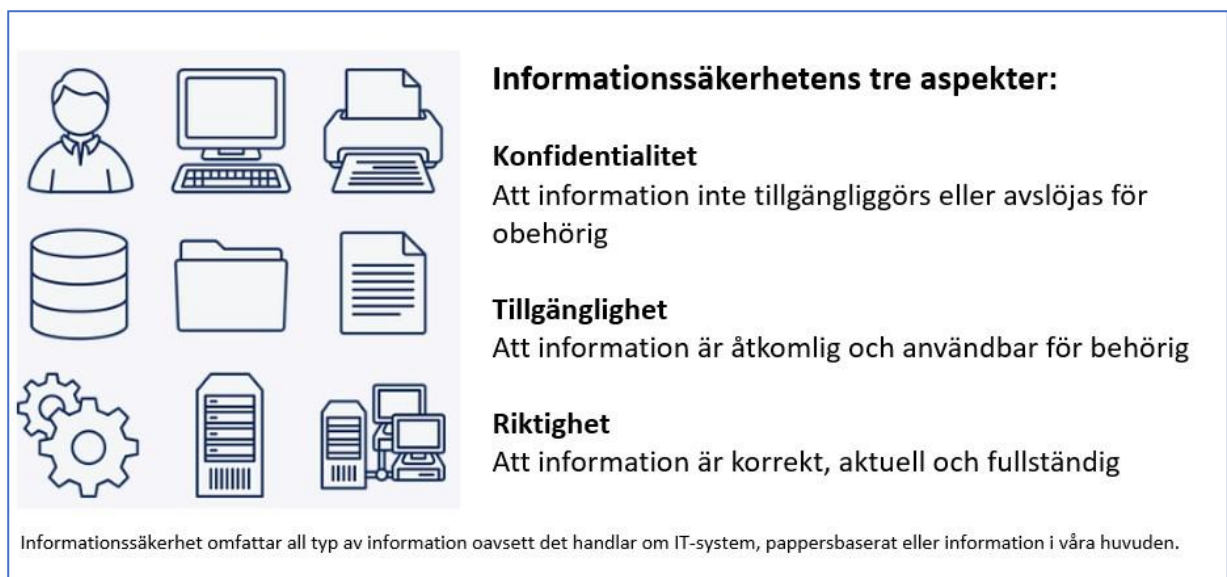 Informationssäkerhetens tre aspekter:
Konfidentialitet
Att information inte tillgängliggörs eller avslöjas för
obehörig
Tillgänglighet
Att information är åtkomlig och användbar för behörig
Riktighet
Att information är korrekt, aktuell och fullständig
Informationssäkerhet omfattar all typ av information oavsett det handlar om IT-system, pappersbaserat eller information i våra huvuden.